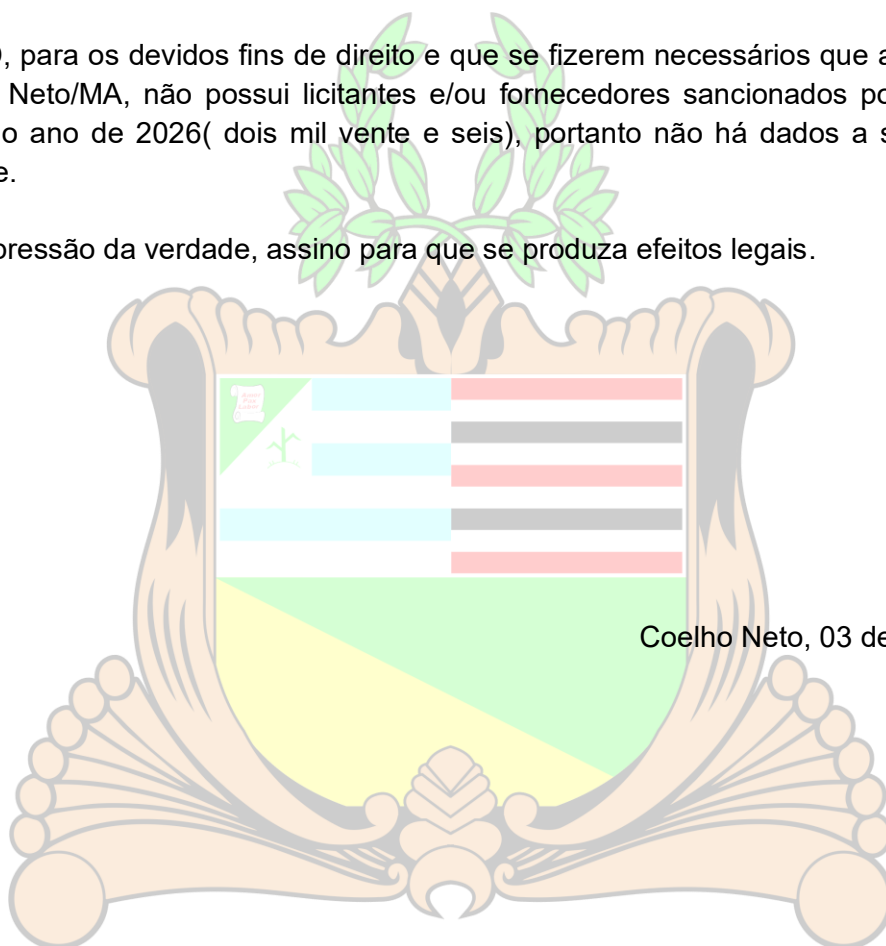 , para os devidos fins de direito e que se fizerem necessários que a
Neto/MA, não possui licitantes e/ou fornecedores sancionados po
o ano de 2026( dois mil vente e seis), portanto não há dados a s
e.
pressão da verdade, assino para que se produza efeitos legais.
Coelho Neto, 03 de